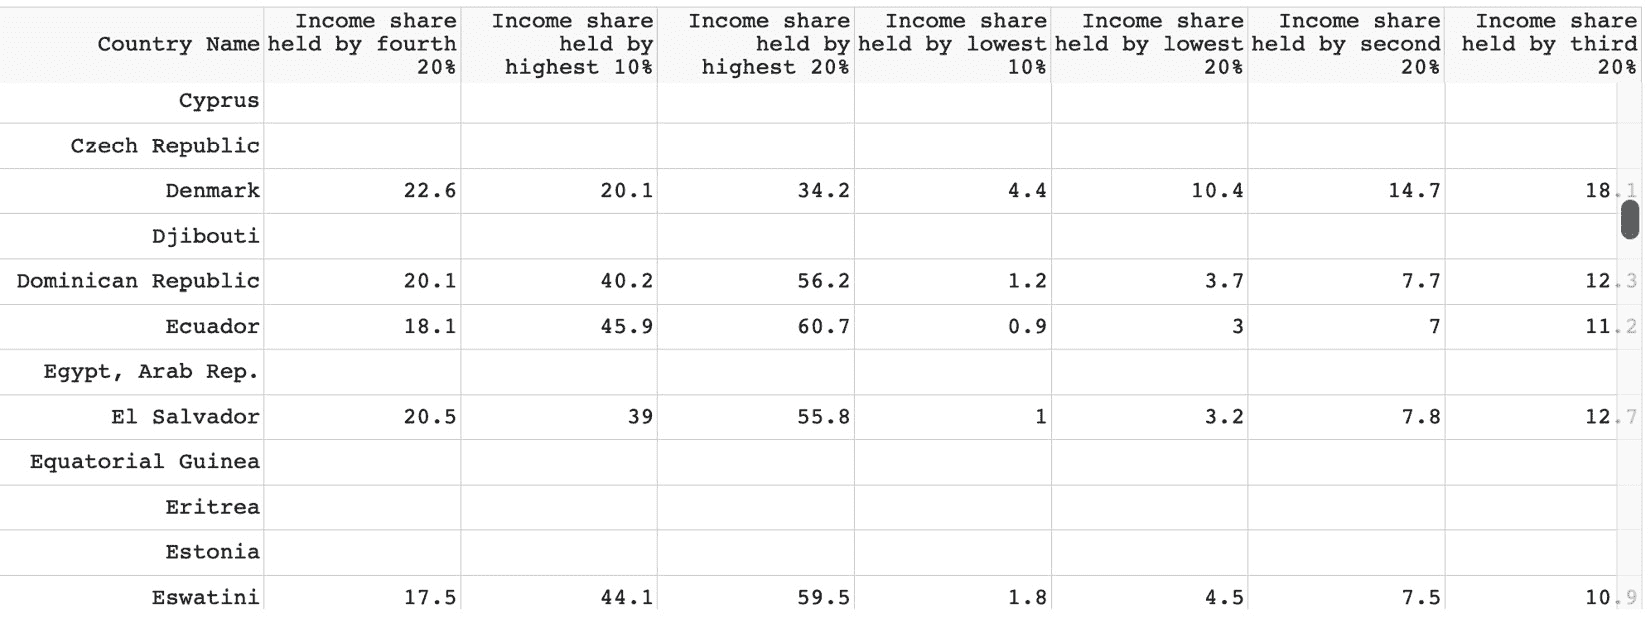 Income share Income share Income share Income share Income share Income share Income share
Country Name held by fourth held by held by held by lowest held by lowest held by second held by third
20% highest 10% highest 20% 10% 20% 20% 20%
Cyprus
Czech Republic
Denmark 22.6 20.1 34.2 4.4 10.4 14.7 18.1
Djibouti
Dominican Republic 20.1 40.2 56.2 1.2 3.7 7.7 12.3
Ecuador 18.1 45.9 60.7 0.9 3 7 11.2
Egypt, Arab Rep.
El Salvador 20.5 39 55.8 1 3.2 7.8 12.7
Equatorial Guinea
Eritrea
Estonia
Eswatini 17.5 44.1 59.5 1.8 4.5 7.5 10.9